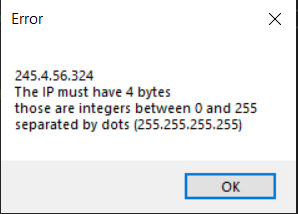 Error
245.4.56.324
The IP must have 4 bytes
those are integers between 0 and 255
separated by dots (255.255.255.255)
OK